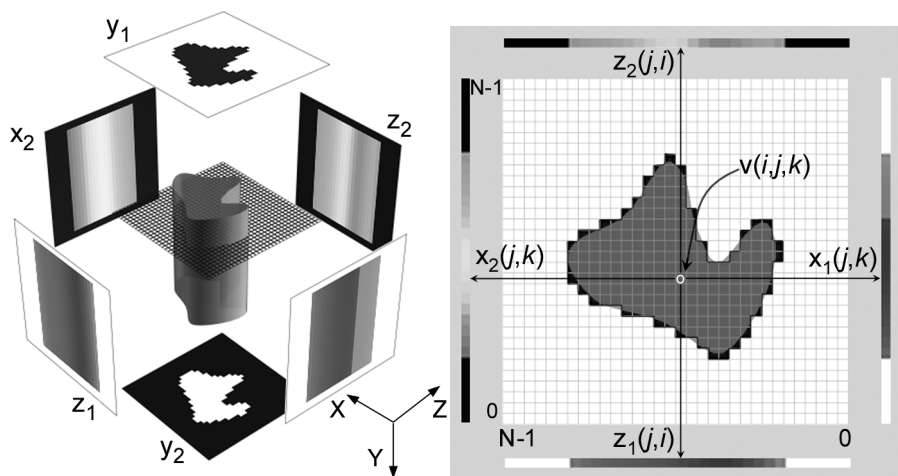 y₁
x₂
z₂
z₁
y₂
X
Z
Y
z₂(j,i)
N-1
v(i,j,k)
x₂(j,k)
x₁(j,k)
0
N-1
z₁(j,i)
0